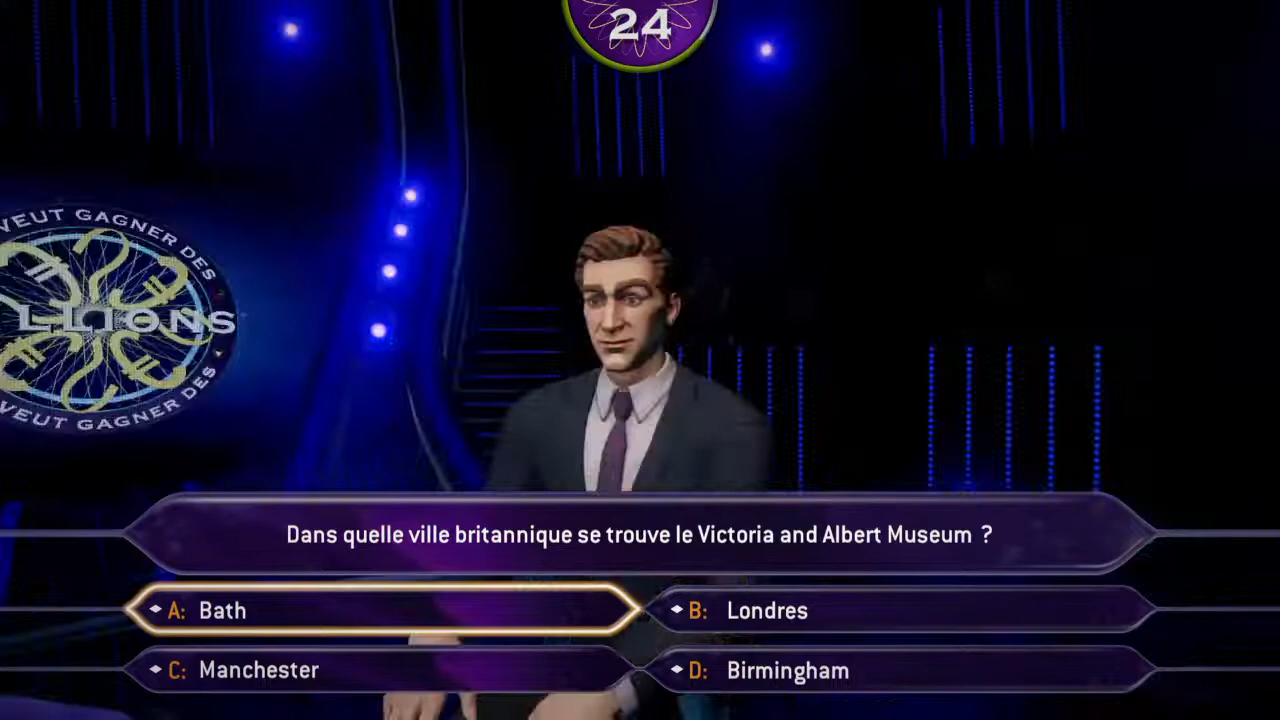 24
VEUT GAGNER DES
LLIONS
VEUT GAGNER DES
Dans quelle ville britannique se trouve le Victoria and Albert Museum ?
A: Bath
B: Londres
C: Manchester
D: Birmingham